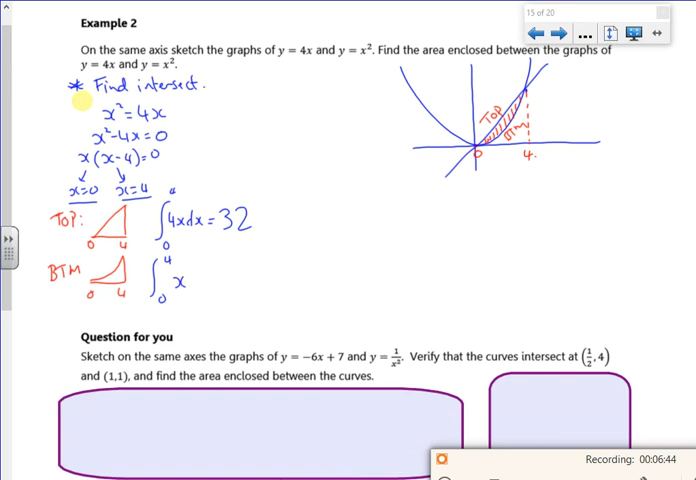 15 of 20
Example 2
On the same axis sketch the graphs of y = 4x and y = x². Find the area enclosed between the graphs of
y = 4x and y = x².
* Find intersect.
x² = 4x
x² - 4x = 0
x(x - 4) = 0
x=0 x=4
TOP: 0 4 ∫₀⁴ 4x dx = 32
BTM 0 4 ∫₀⁴ x
TOP
BTM
0 4.
Question for you
Sketch on the same axes the graphs of y = −6x + 7 and y = 1/x². Verify that the curves intersect at (1/2, 4)
and (1,1), and find the area enclosed between the curves.
Recording: 00:06:44